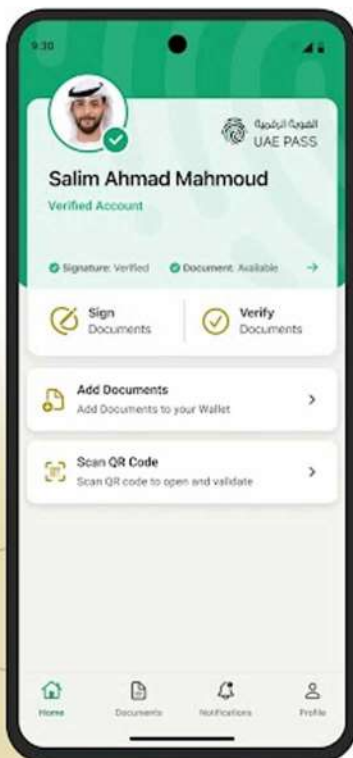 9:30
الهوية الرقمية
UAE PASS
Salim Ahmad Mahmoud
Verified Account
Signature: Verified Document: Available
Sign
Documents
Verify
Documents
Add Documents
Add Documents to your Wallet
Scan QR Code
Scan QR code to open and validate
Home Documents Notifications Profile